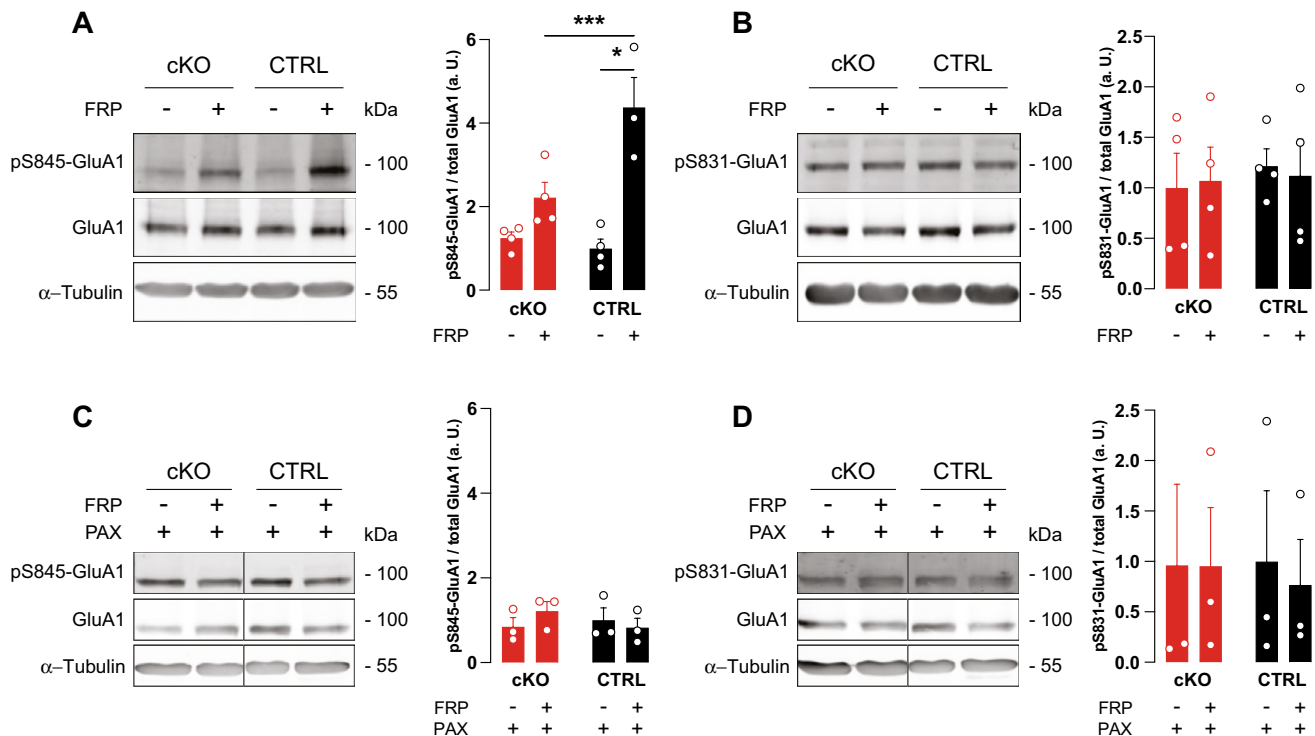 A
cKO CTRL
FRP - + - + kDa
pS845-GluA1 - 100
GluA1 - 100
α–Tubulin - 55
pS845-GluA1 / total GluA1 (a. U.)
6
4
2
0
***
*
cKO CTRL
FRP - + - +
B
cKO CTRL
FRP - + - + kDa
pS831-GluA1 - 100
GluA1 - 100
α–Tubulin - 55
pS831-GluA1 / total GluA1 (a. U.)
2.5
2.0
1.5
1.0
0.5
0.0
cKO CTRL
FRP - + - +
C
cKO CTRL
FRP - + - +
PAX + + + + kDa
pS845-GluA1 - 100
GluA1 - 100
α–Tubulin - 55
pS845-GluA1 / total GluA1 (a. U.)
6
4
2
0
cKO CTRL
FRP - + - +
PAX + + + +
D
cKO CTRL
FRP - + - +
PAX + + + + kDa
pS831-GluA1 - 100
GluA1 - 100
α–Tubulin - 55
pS831-GluA1 / total GluA1 (a. U.)
2.5
2.0
1.5
1.0
0.5
0.0
cKO CTRL
FRP - + - +
PAX + + + +